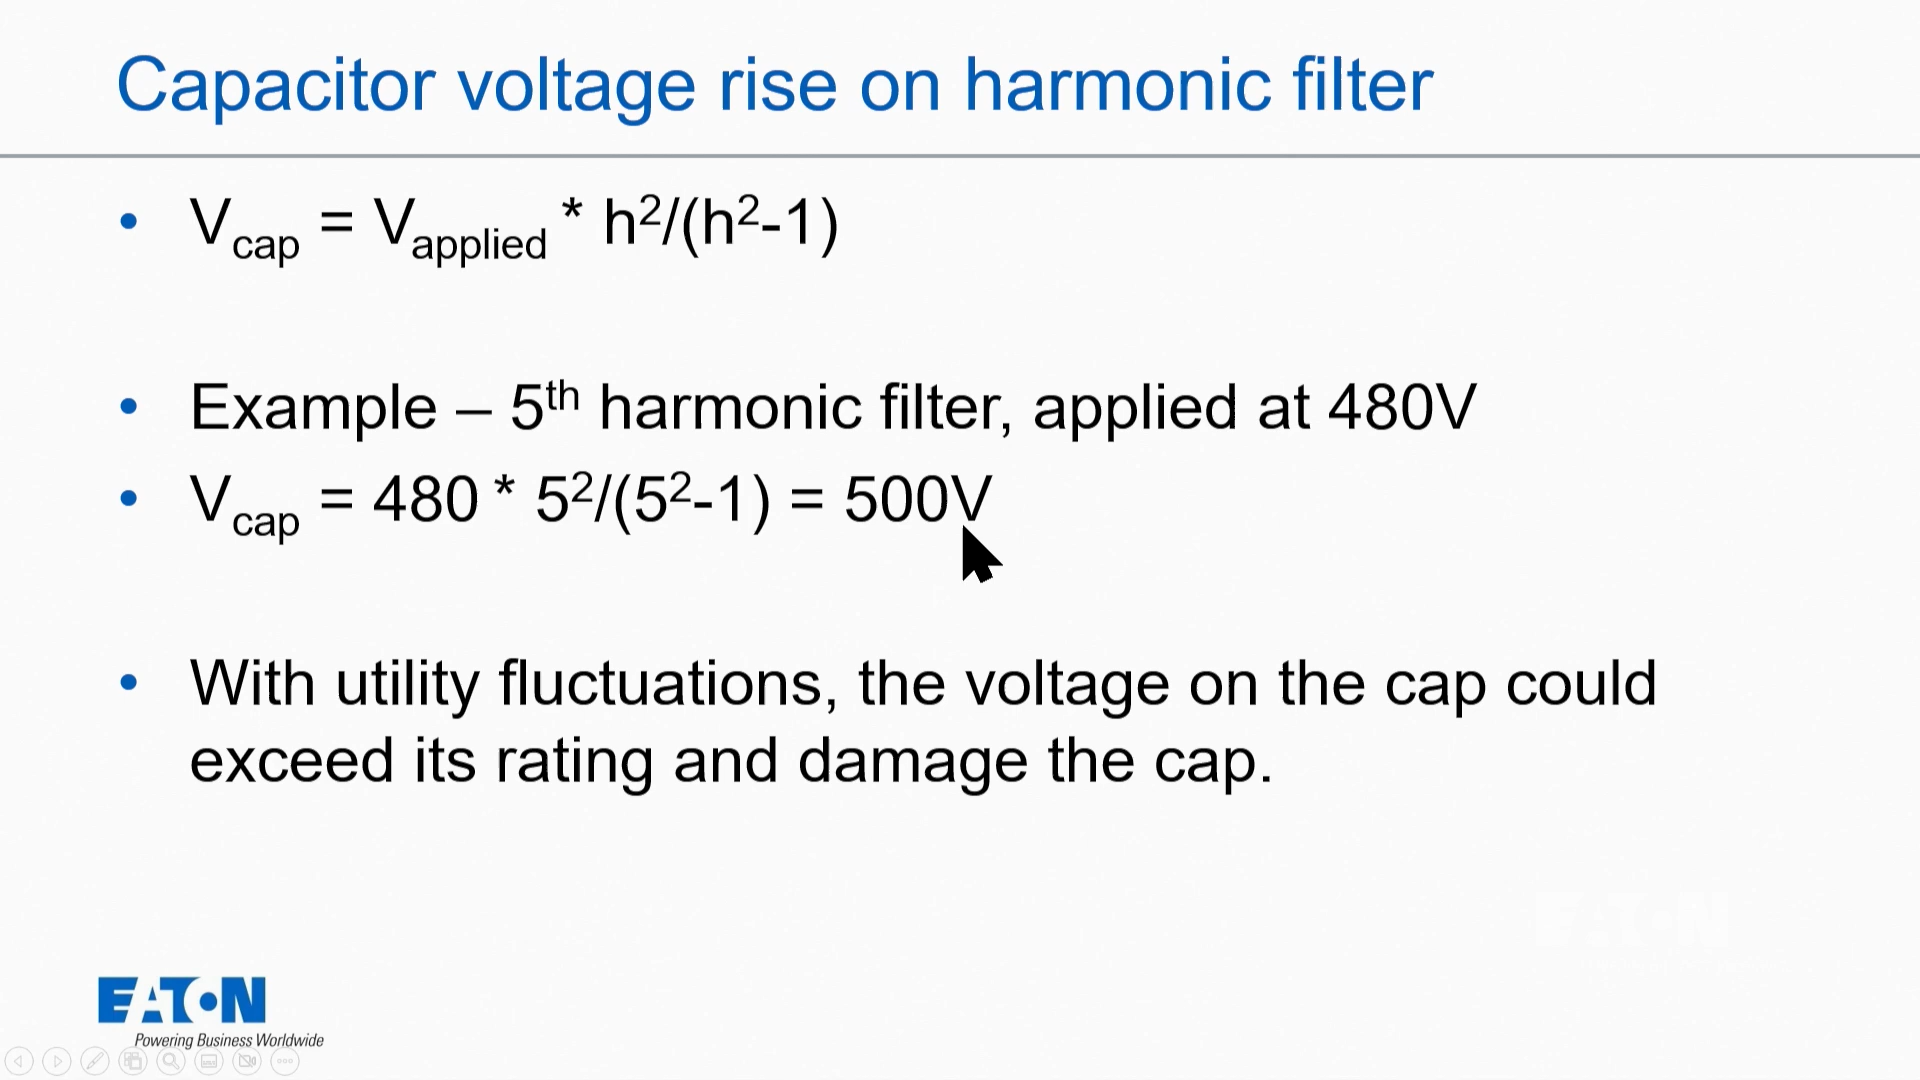 Capacitor voltage rise on harmonic filter
• Vcap = Vapplied * h²/(h²-1)
• Example – 5th harmonic filter, applied at 480V
• Vcap = 480 * 5²/(5²-1) = 500V
• With utility fluctuations, the voltage on the cap could
exceed its rating and damage the cap.
EATON
EATON
Powering Business Worldwide